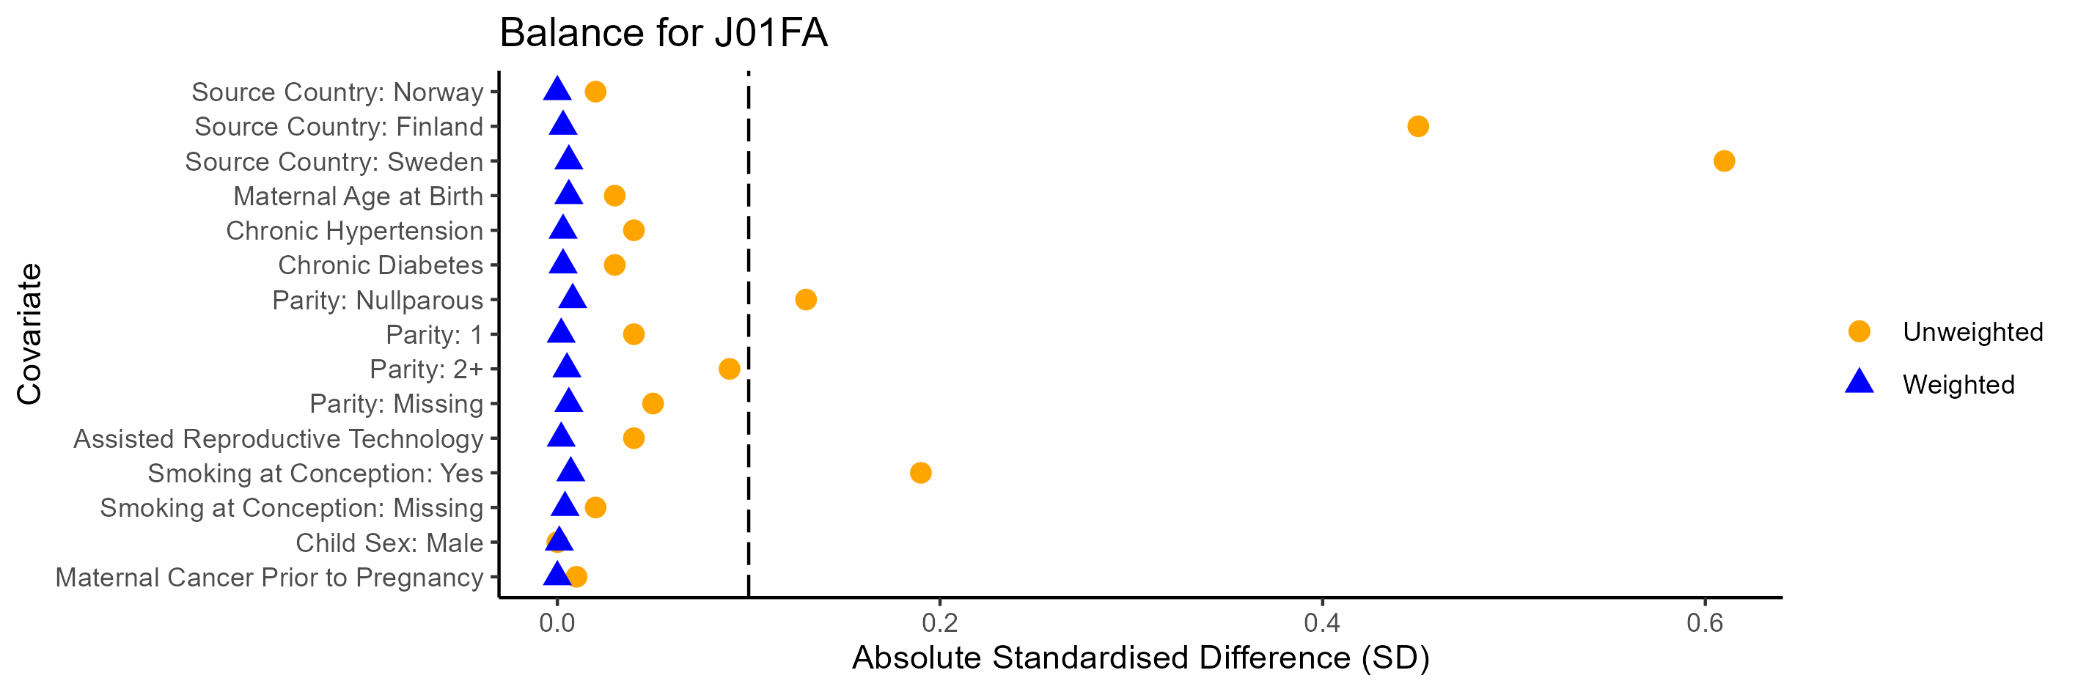 Balance for J01FA
Covariate
Source Country: Norway
Source Country: Finland
Source Country: Sweden
Maternal Age at Birth
Chronic Hypertension
Chronic Diabetes
Parity: Nullparous
Parity: 1
Parity: 2+
Parity: Missing
Assisted Reproductive Technology
Smoking at Conception: Yes
Smoking at Conception: Missing
Child Sex: Male
Maternal Cancer Prior to Pregnancy
0.0
0.2
0.4
0.6
Absolute Standardised Difference (SD)
Unweighted
Weighted